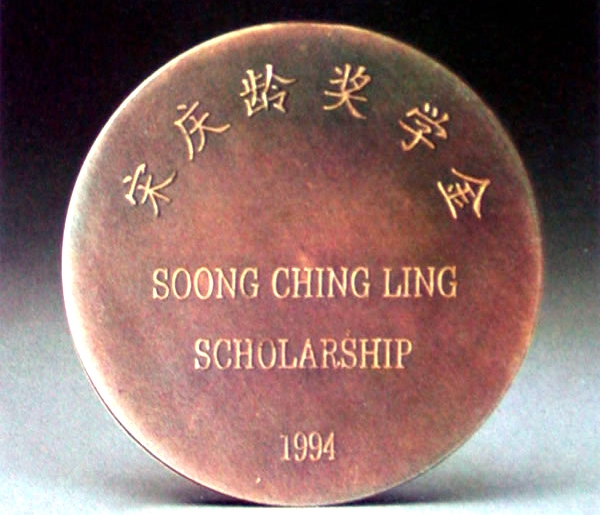 宋庆龄奖学金
SOONG CHING LING
SCHOLARSHIP
1994